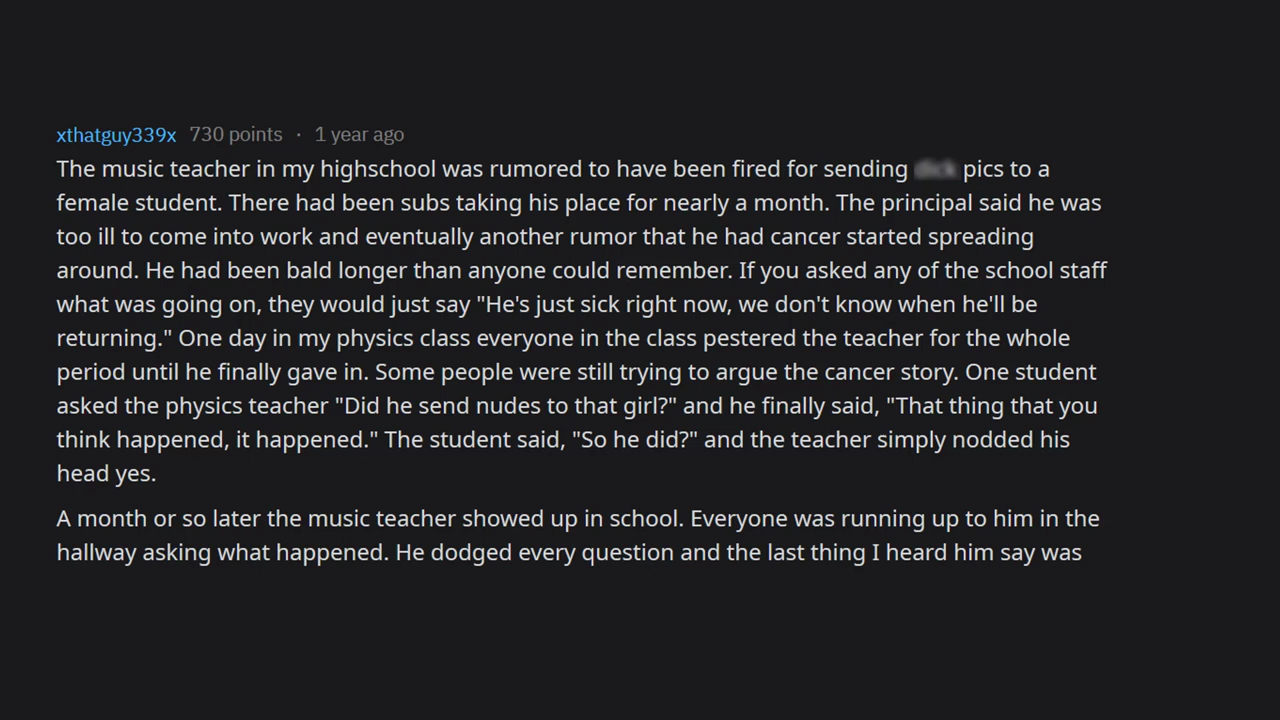 xthatguy339x 730 points · 1 year ago
The music teacher in my highschool was rumored to have been fired for sending pics to a
female student. There had been subs taking his place for nearly a month. The principal said he was
too ill to come into work and eventually another rumor that he had cancer started spreading
around. He had been bald longer than anyone could remember. If you asked any of the school staff
what was going on, they would just say "He's just sick right now, we don't know when he'll be
returning." One day in my physics class everyone in the class pestered the teacher for the whole
period until he finally gave in. Some people were still trying to argue the cancer story. One student
asked the physics teacher "Did he send nudes to that girl?" and he finally said, "That thing that you
think happened, it happened." The student said, "So he did?" and the teacher simply nodded his
head yes.
A month or so later the music teacher showed up in school. Everyone was running up to him in the
hallway asking what happened. He dodged every question and the last thing I heard him say was